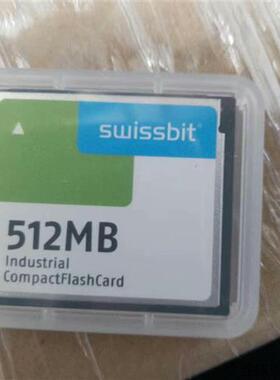 swissbit
512MB
Industrial
CompactFlashCard